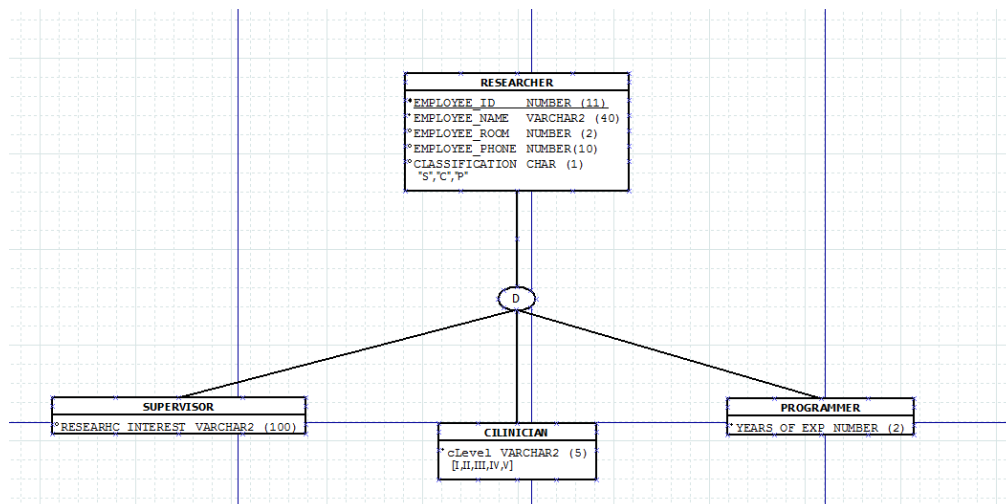 RESEARCHER
*EMPLOYEE_ID NUMBER (11)
*EMPLOYEE_NAME VARCHAR2 (40)
°EMPLOYEE_ROOM NUMBER (2)
°EMPLOYEE_PHONE NUMBER(10)
°CLASSIFICATION CHAR (1)
"S","C","P"
D
SUPERVISOR
°RESEARHC_INTEREST VARCHAR2 (100)
CILINICIAN
*cLevel VARCHAR2 (5)
[I,II,III,IV,V]
PROGRAMMER
*YEARS_OF_EXP NUMBER (2)